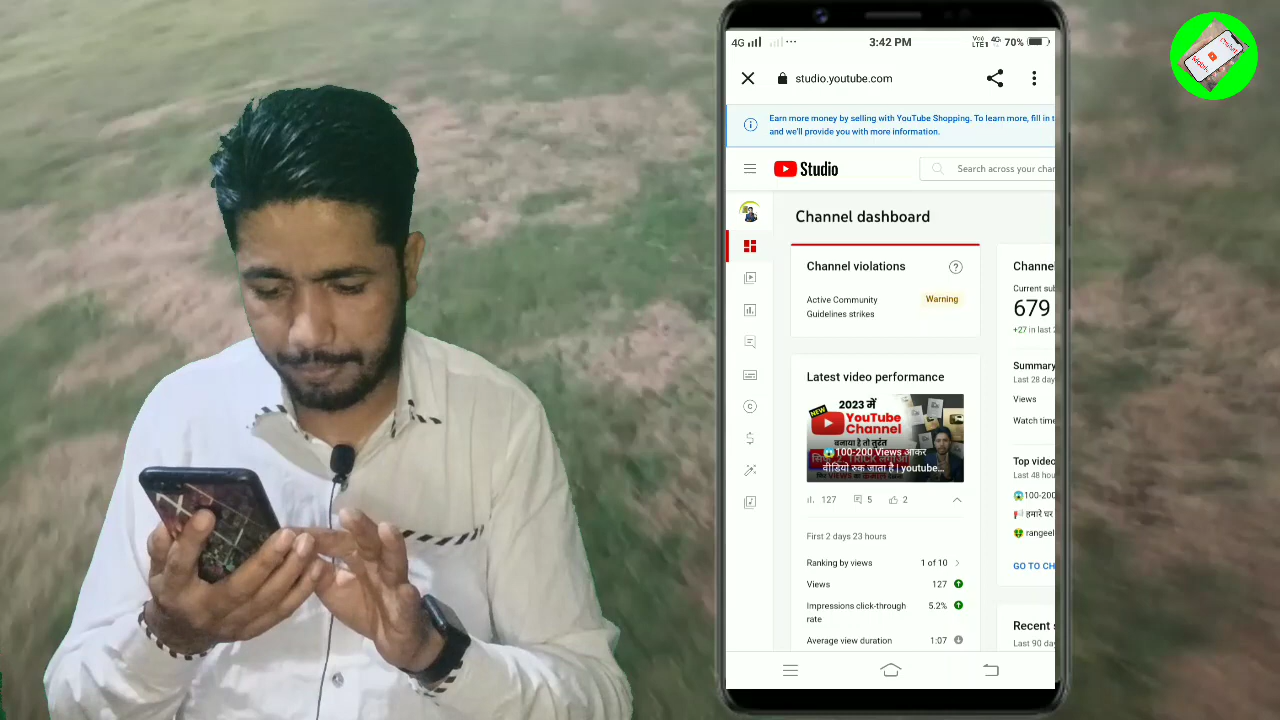 4G
3:42 PM
Vo)
LTE1
4G
70%
studio.youtube.com
Earn more money by selling with YouTube Shopping. To learn more, fill in t
and we'll provide you with more information.
Studio
Search across your char
Channel dashboard
Channel violations
?
Active Community
Guidelines strikes
Warning
Latest video performance
NEW
2023 में
YouTube
Channel
बनाया है तो तुरंत
😱100-200 Views आकर
वीडियो रुक जाता है | youtube...
127
5
2
First 2 days 23 hours
Ranking by views
1 of 10
Views
127
Impressions click-through
rate
5.2%
Average view duration
1:07
Channe
Current sub
679
+27 in last 2
Summary
Last 28 day
Views
Watch time
Top video
Last 48 hou
😱100-200
हमारे घर
rangeel
GO TO CH
Recent s
Last 90 day